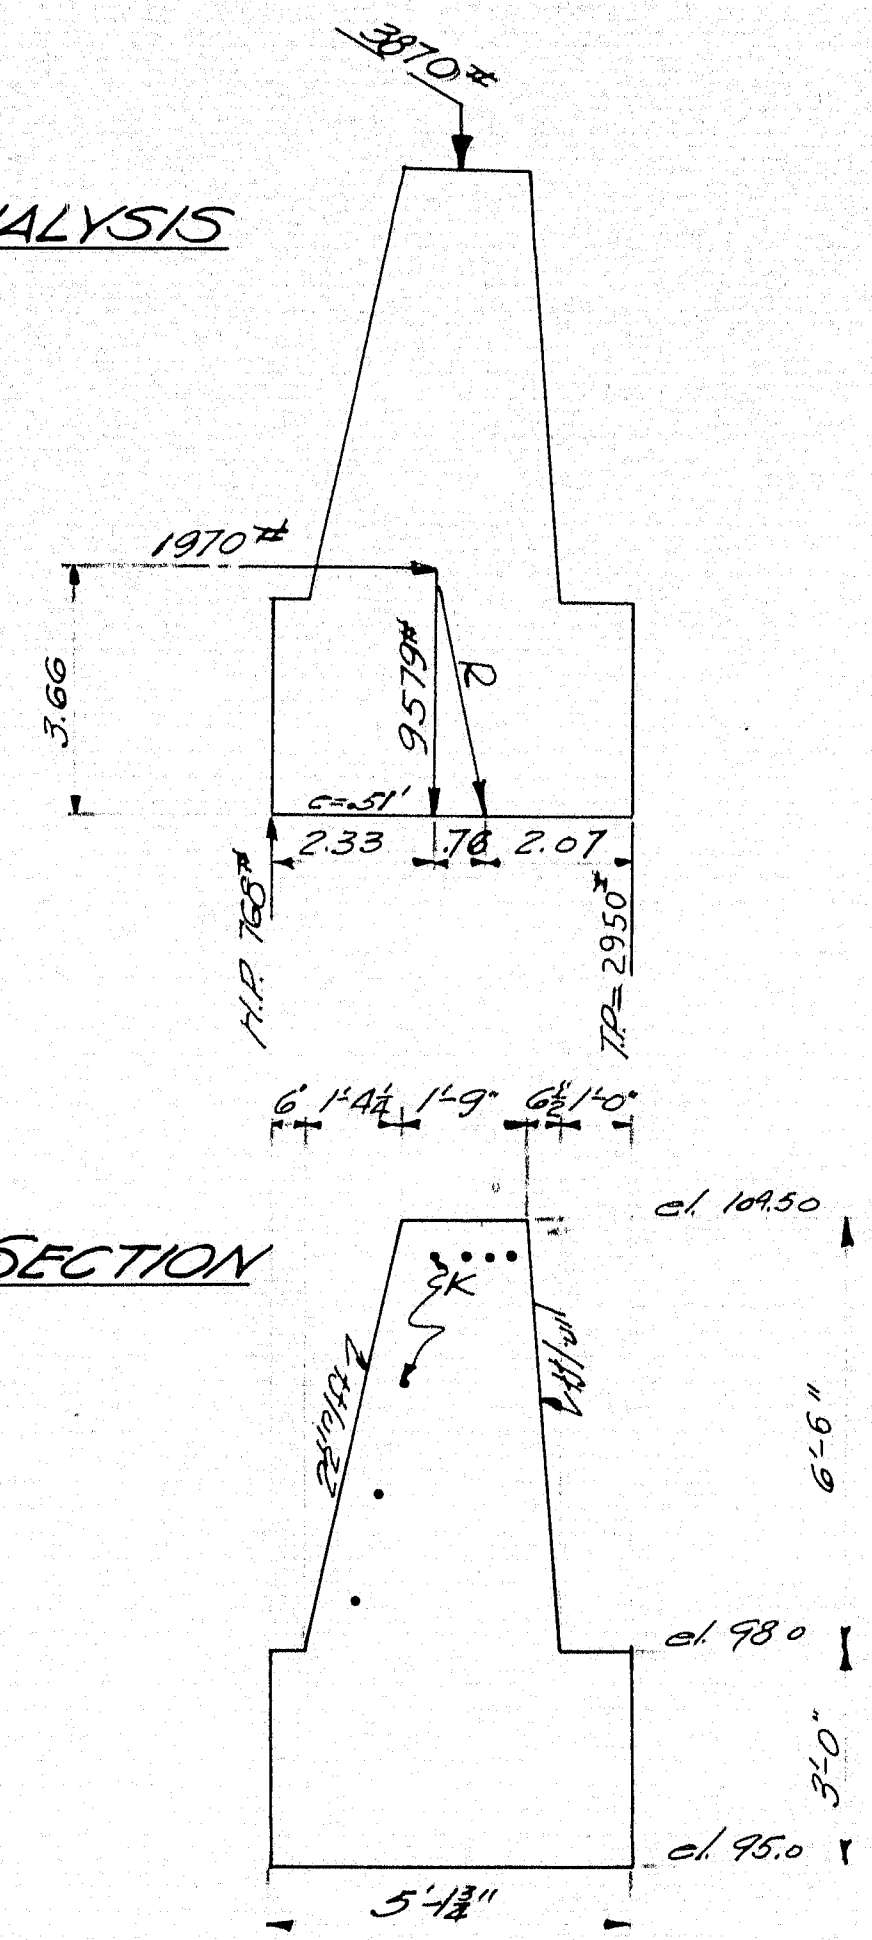 3870#
ALYSIS
1970#
3.66
9579#
R
e=.51'
2.33 .76 2.07
H.P. 768#
T.P.=2950#
6" 1'-4¼ 1'-9" 6½" 1'-0"
el. 104.50
SECTION
K
6'-6"
el. 98.0
3'-0"
el. 95.0
5'-1¾"